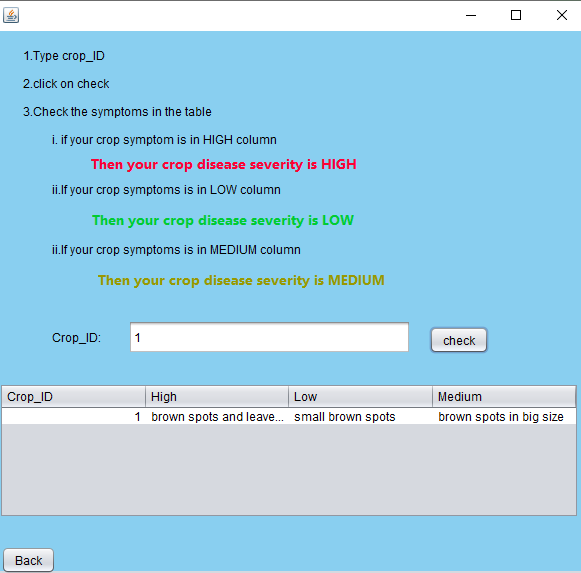 1.Type crop_ID
2.click on check
3.Check the symptoms in the table
i. if your crop symptom is in HIGH column
Then your crop disease severity is HIGH
ii.If your crop symptoms is in LOW column
Then your crop disease severity is LOW
ii.If your crop symptoms is in MEDIUM column
Then your crop disease severity is MEDIUM
Crop_ID: 1 check
Crop_ID High Low Medium
1 brown spots and leave... small brown spots brown spots in big size
Back